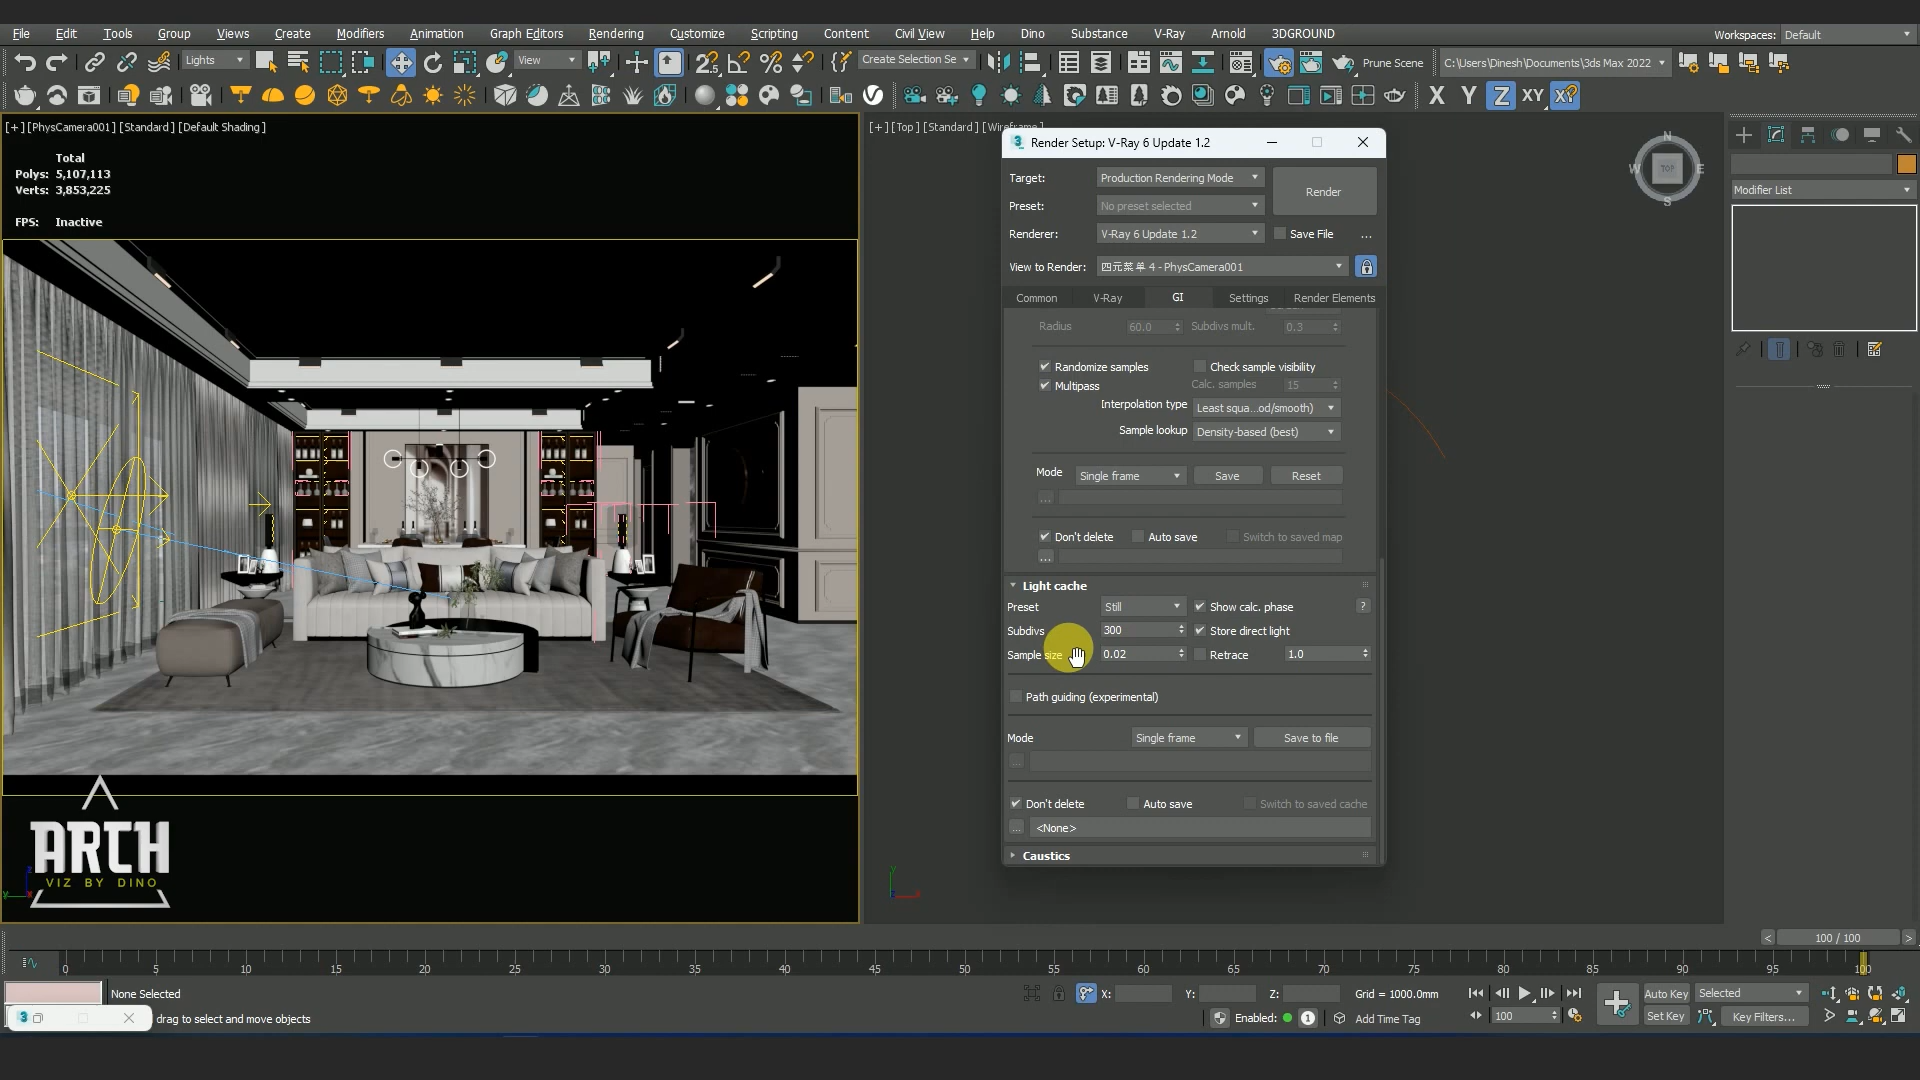 File Edit Tools Group Views Create Modifiers Animation Graph Editors Rendering Customize Scripting Content Civil View Help Dino Substance V-Ray Arnold 3DGROUND Workspaces: Default
Lights View Create Selection Se Prune Scene C:\Users\Dinesh\Documents\3ds Max 2022
X Y Z XY XY
[+] [PhysCamera001] [Standard] [Default Shading]
[+] [Top] [Standard] [Wireframe]
Total
Polys: 5,107,113
Verts: 3,853,225
FPS: Inactive
Render Setup: V-Ray 6 Update 1.2
Target: Production Rendering Mode
Render
Preset: No preset selected
Renderer: V-Ray 6 Update 1.2 Save File ...
View to Render: 四元菜单 4 - PhysCamera001
Common V-Ray GI Settings Render Elements
Radius 60.0 Subdivs mult. 0.3
Randomize samples Check sample visibility
Multipass Calc. samples 15
Interpolation type Least squa...od/smooth)
Sample lookup Density-based (best)
Mode Single frame Save Reset
...
Don't delete Auto save Switch to saved map
...
Light cache
Preset Still Show calc. phase ?
Subdivs 300 Store direct light
Sample size 0.02 Retrace 1.0
Path guiding (experimental)
Mode Single frame Save to file
...
Don't delete Auto save Switch to saved cache
... <None>
Caustics
N
W TOP E
S
Modifier List
ARCH
VIZ BY DINO
< 100 / 100 >
0 5 10 15 20 25 30 35 40 45 50 55 60 65 70 75 80 85 90 95 100
None Selected X: Y: Z: Grid = 1000.0mm Auto Key Selected
drag to select and move objects Enabled: 1 Add Time Tag 100 Set Key Key Filters...